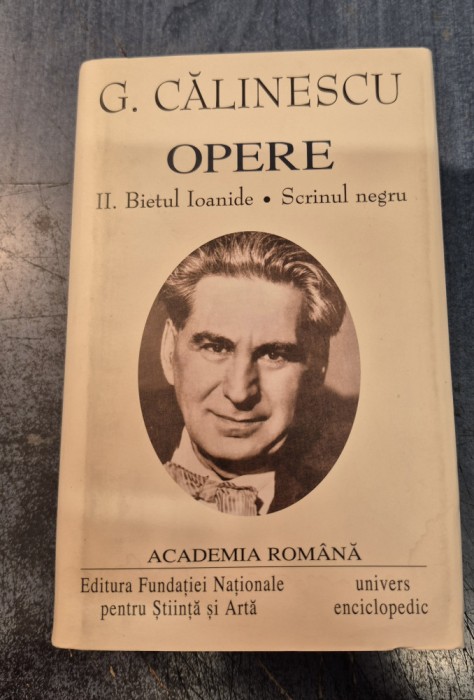 G. CĂLINESCU
OPERE
II. Bietul Ioanide • Scrinul negru
ACADEMIA ROMÂNĂ
Editura Fundației Naționale
pentru Știință și Artă
univers
enciclopedic